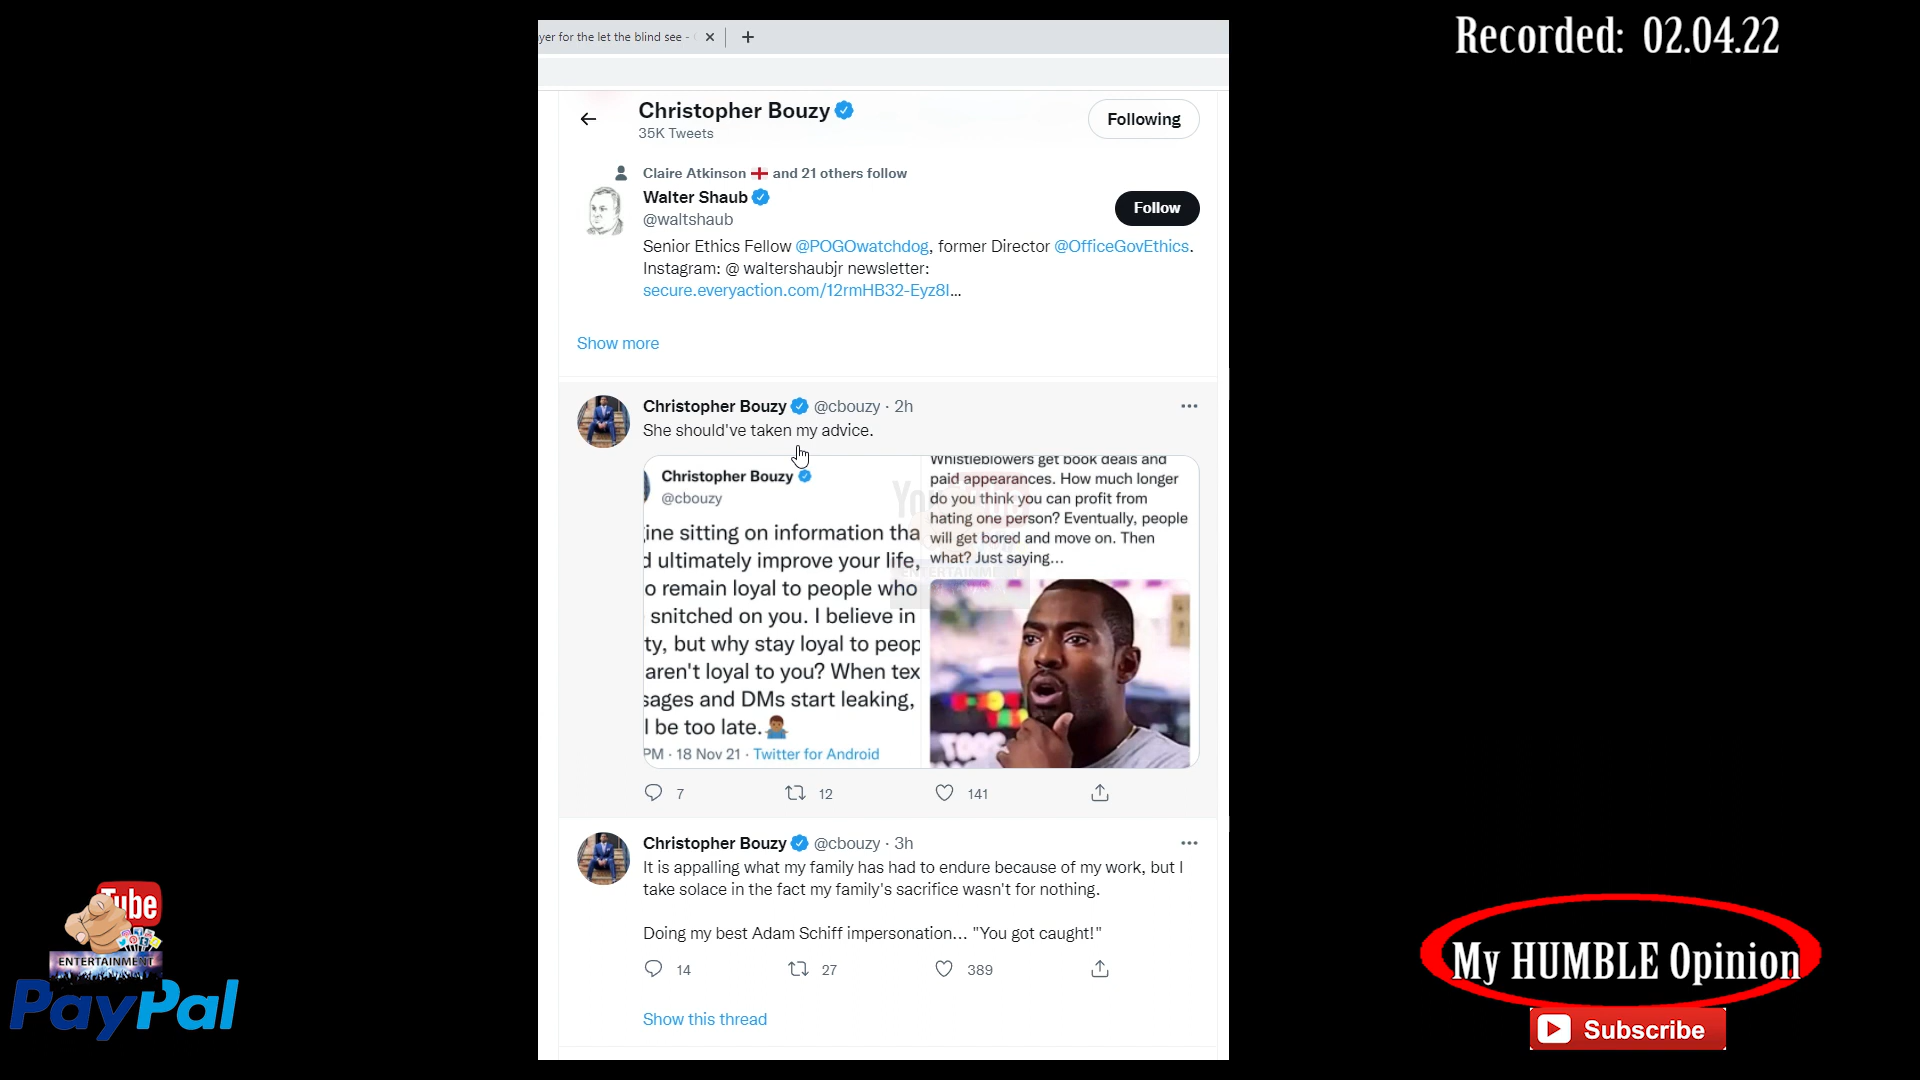 Recorded: 02.04.22
yer for the let the blind see -
Christopher Bouzy
35K Tweets
Following
Claire Atkinson and 21 others follow
Walter Shaub
@waltshaub
Follow
Senior Ethics Fellow @POGOwatchdog, former Director @OfficeGovEthics.
Instagram: @ waltershaubjr newsletter:
secure.everyaction.com/12rmHB32-Eyz8I...
Show more
Christopher Bouzy @cbouzy · 2h
She should've taken my advice.
Christopher Bouzy
@cbouzy
ine sitting on information tha
d ultimately improve your life,
o remain loyal to people who
snitched on you. I believe in
ty, but why stay loyal to peop
aren't loyal to you? When tex
sages and DMs start leaking,
l be too late.
PM · 18 Nov 21 · Twitter for Android
Whistleblowers get book deals and
paid appearances. How much longer
do you think you can profit from
hating one person? Eventually, people
will get bored and move on. Then
what? Just saying...
ENTERTAINMENT
7 12 141
Christopher Bouzy @cbouzy · 3h
It is appalling what my family has had to endure because of my work, but I
take solace in the fact my family's sacrifice wasn't for nothing.
Doing my best Adam Schiff impersonation... "You got caught!"
14 27 389
Show this thread
Tube
ENTERTAINMENT
PayPal
My HUMBLE Opinion
Subscribe